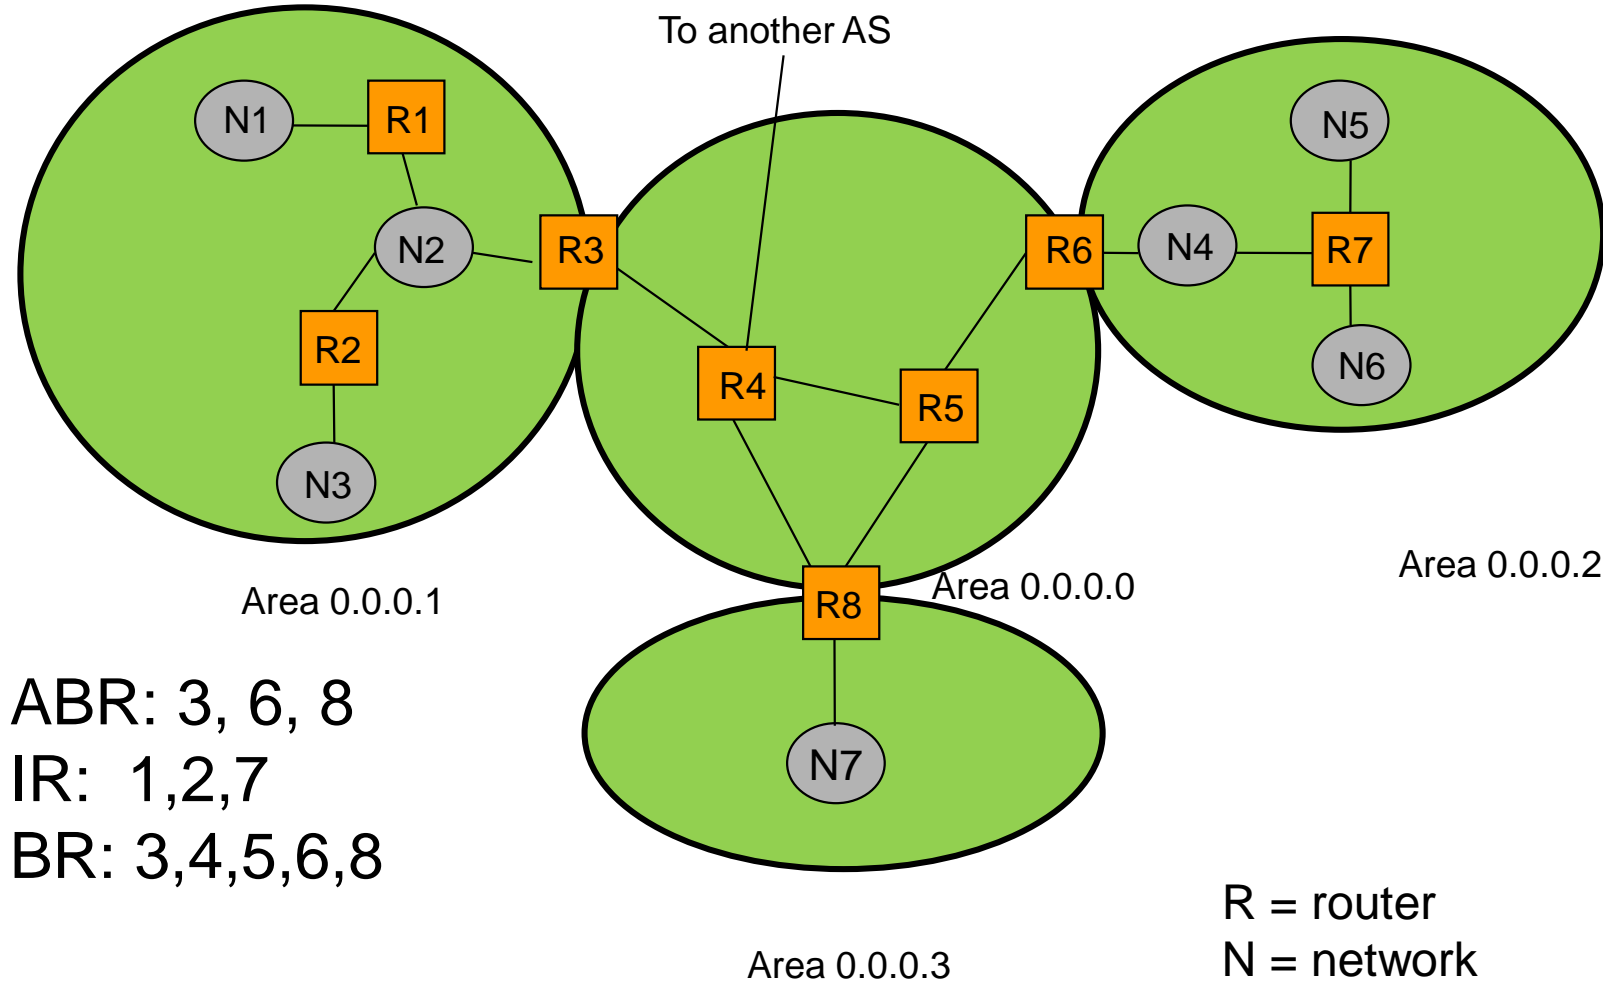 To another AS
N1
R1
N5
N2
R3
R6
N4
R7
R2
R4
R5
N6
N3
Area 0.0.0.1
R8
Area 0.0.0.0
Area 0.0.0.2
ABR: 3, 6, 8
IR: 1,2,7
BR: 3,4,5,6,8
N7
Area 0.0.0.3
R = router
N = network